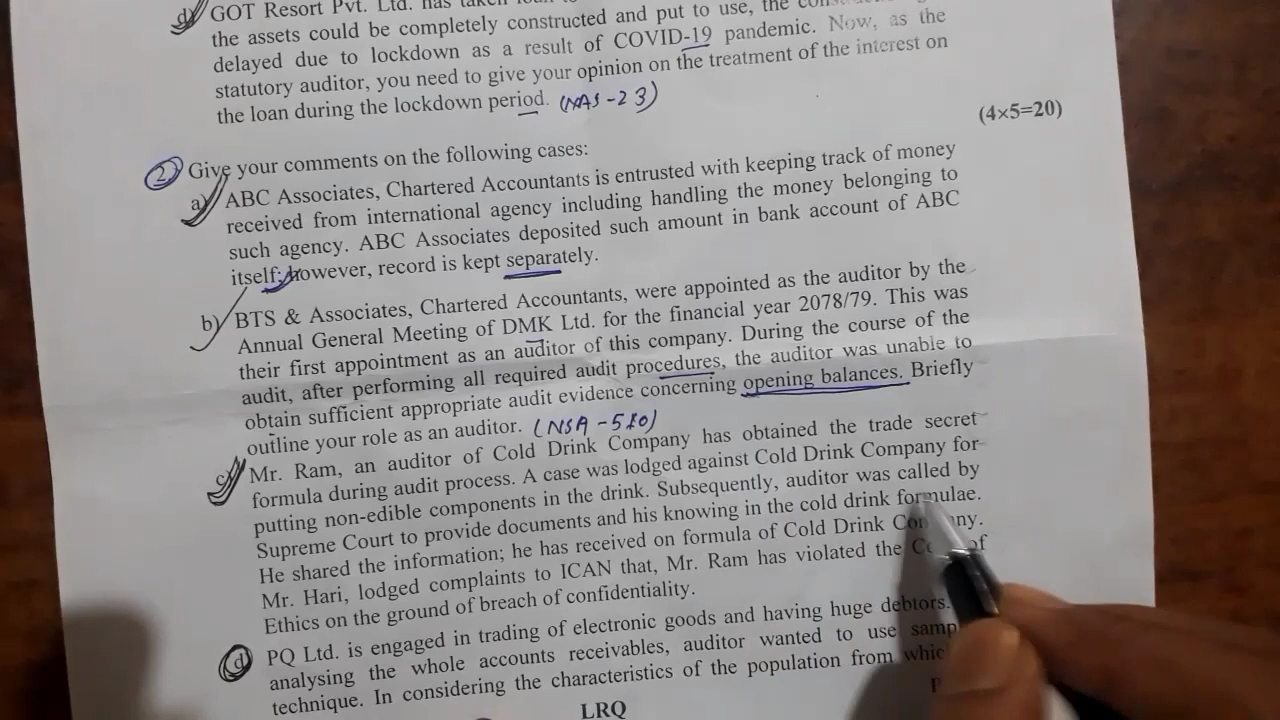 d) GOT Resort Pvt. Ltd. has taken loan to
the assets could be completely constructed and put to use, the
delayed due to lockdown as a result of COVID-19 pandemic. Now, as the
statutory auditor, you need to give your opinion on the treatment of the interest on
the loan during the lockdown period. (NAS-23)
(4×5=20)
2) Give your comments on the following cases:
a) ABC Associates, Chartered Accountants is entrusted with keeping track of money
received from international agency including handling the money belonging to
such agency. ABC Associates deposited such amount in bank account of ABC
itself; however, record is kept separately.
b) BTS & Associates, Chartered Accountants, were appointed as the auditor by the
Annual General Meeting of DMK Ltd. for the financial year 2078/79. This was
their first appointment as an auditor of this company. During the course of the
audit, after performing all required audit procedures, the auditor was unable to
obtain sufficient appropriate audit evidence concerning opening balances. Briefly
outline your role as an auditor. (NSA-510)
c) Mr. Ram, an auditor of Cold Drink Company has obtained the trade secret
formula during audit process. A case was lodged against Cold Drink Company for
putting non-edible components in the drink. Subsequently, auditor was called by
Supreme Court to provide documents and his knowing in the cold drink formulae.
He shared the information; he has received on formula of Cold Drink Company.
Mr. Hari, lodged complaints to ICAN that, Mr. Ram has violated the of
Ethics on the ground of breach of confidentiality.
d) PQ Ltd. is engaged in trading of electronic goods and having huge debtors.
analysing the whole accounts receivables, auditor wanted to use
technique. In considering the characteristics of the population from
LRQ